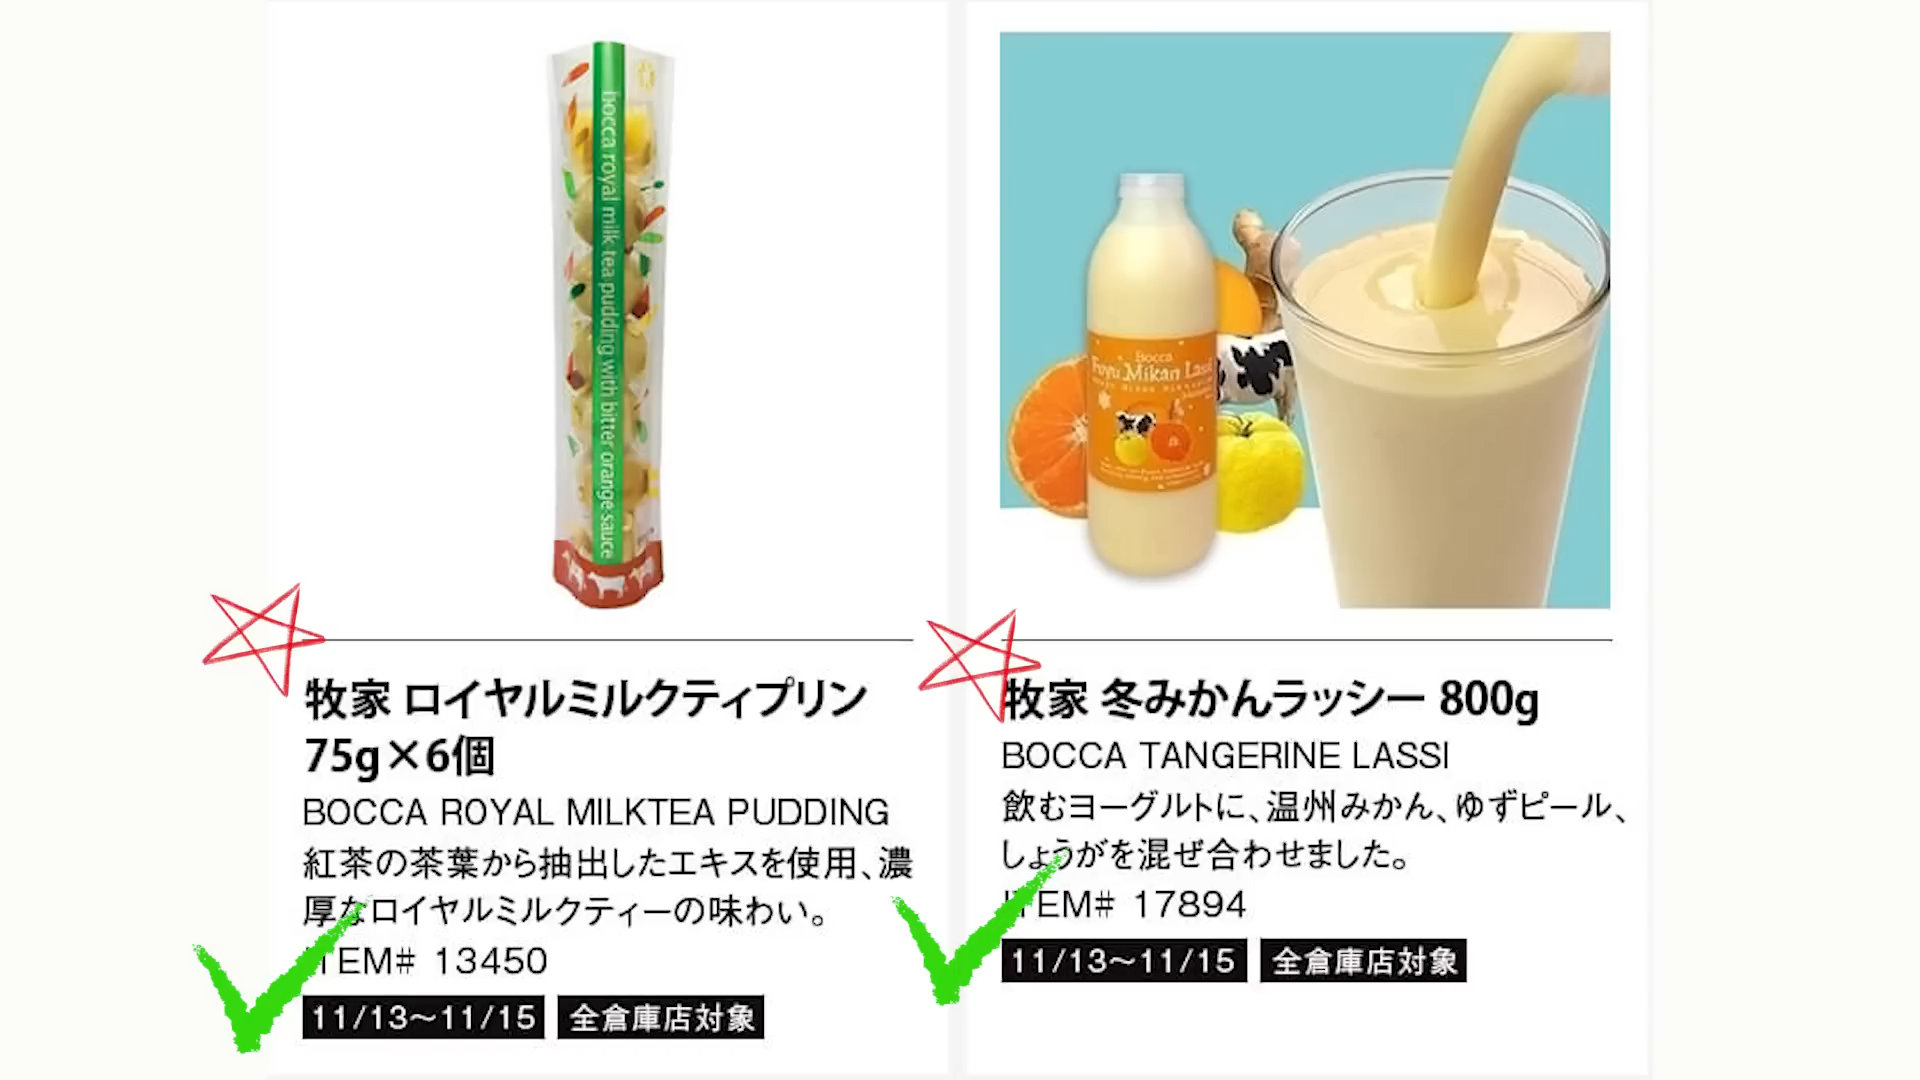 bocca royal milk tea pudding with bitter orange sauce
牧家 ロイヤルミルクティプリン
75g×6個
BOCCA ROYAL MILKTEA PUDDING
紅茶の茶葉から抽出したエキスを使用、濃
厚なロイヤルミルクティーの味わい。
ITEM# 13450
11/13～11/15 全倉庫店対象
Bocca
Fuyu Mikan Lassi
牧家 冬みかんラッシー 800g
BOCCA TANGERINE LASSI
飲むヨーグルトに、温州みかん、ゆずピール、
しょうがを混ぜ合わせました。
ITEM# 17894
11/13～11/15 全倉庫店対象